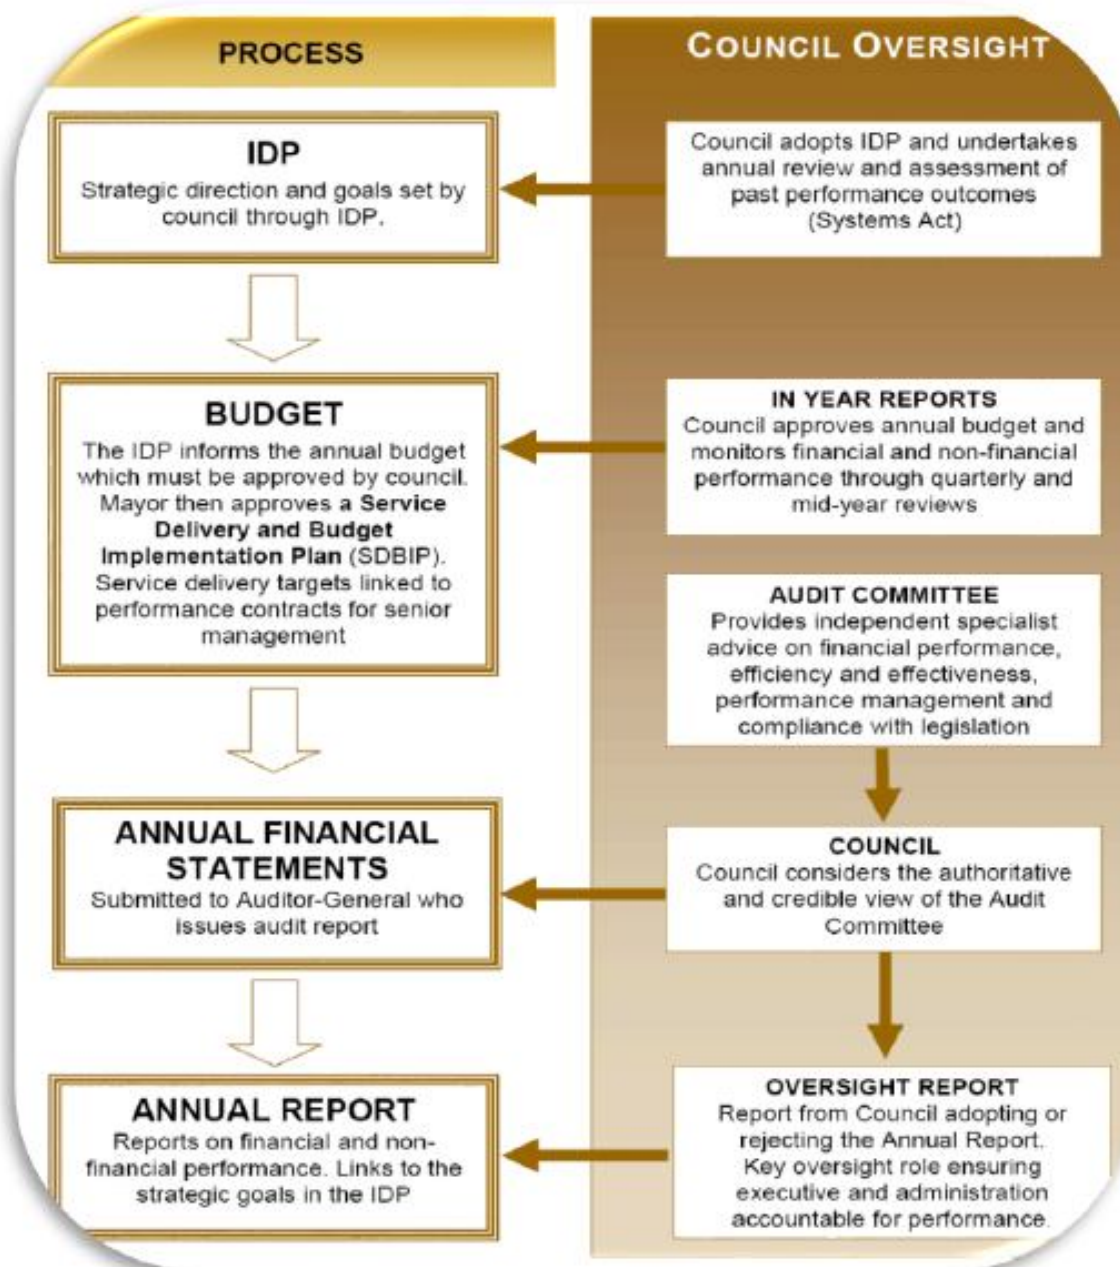 PROCESS
IDP
Strategic direction and goals set by
council through IDP.
BUDGET
The IDP informs the annual budget
which must be approved by council.
Mayor then approves a Service
Delivery and Budget
Implementation Plan (SDBIP).
Service delivery targets linked to
performance contracts for senior
management
ANNUAL FINANCIAL
STATEMENTS
Submitted to Auditor-General who
issues audit report
ANNUAL REPORT
Reports on financial and non-
financial performance. Links to the
strategic goals in the IDP
COUNCIL OVERSIGHT
Council adopts IDP and undertakes
annual review and assessment of
past performance outcomes
(Systems Act)
IN YEAR REPORTS
Council approves annual budget and
monitors financial and non-financial
performance through quarterly and
mid-year reviews
AUDIT COMMITTEE
Provides independent specialist
advice on financial performance,
efficiency and effectiveness,
performance management and
compliance with legislation
COUNCIL
Council considers the authoritative
and credible view of the Audit
Committee
OVERSIGHT REPORT
Report from Council adopting or
rejecting the Annual Report.
Key oversight role ensuring
executive and administration
accountable for performance.